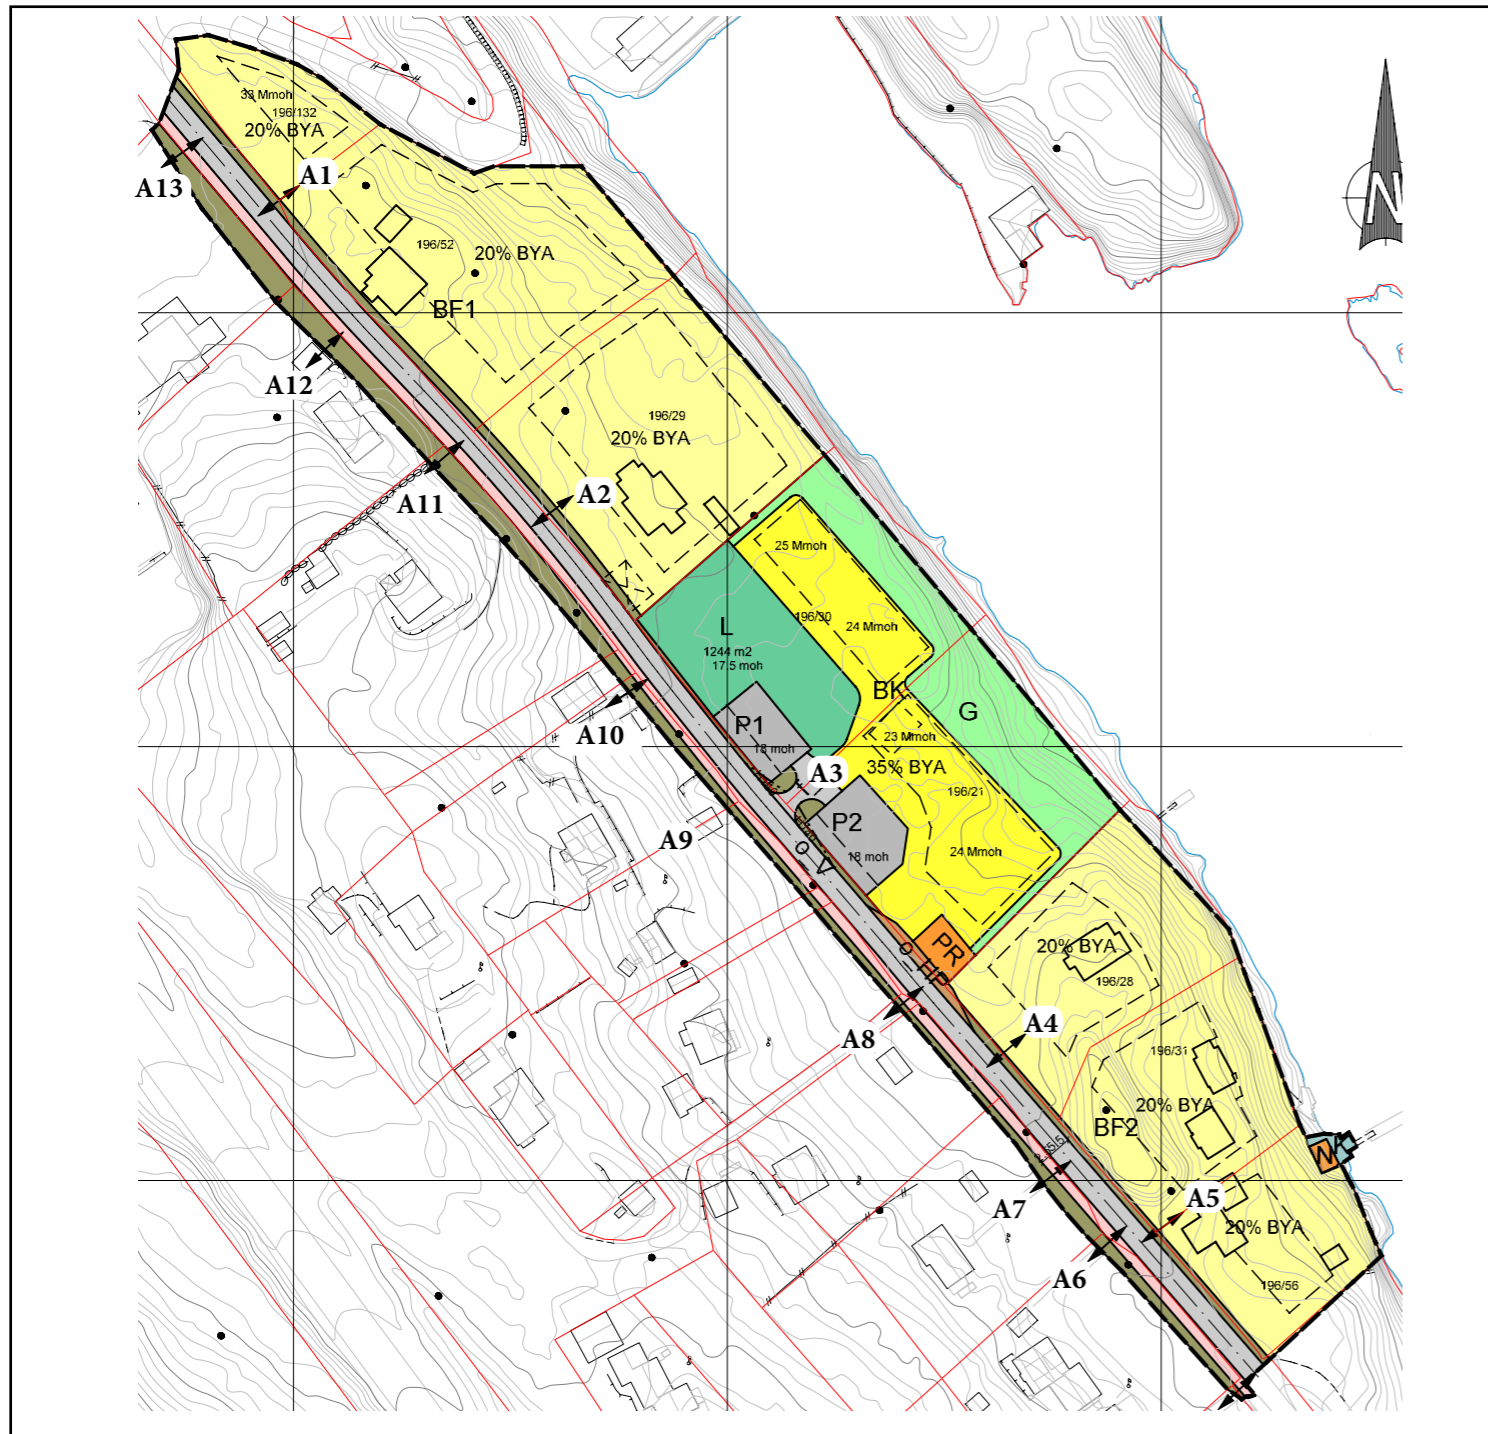 33 Mmoh
196/132
20% BYA
N
A1
A13
196/52
20% BYA
BF1
A12
196/29
20% BYA
A2
A11
25 Mmoh
196/30
24 Mmoh
L
1244 m2
17.5 moh
BK
G
A10
P1
18 moh
23 Mmoh
35% BYA
A3
196/21
P2
18 moh
A9
O V
24 Mmoh
PR
O
20% BYA
196/28
A8
A4
196/31
20% BYA
BF2
A7
A5
20% BYA
A6
196/56